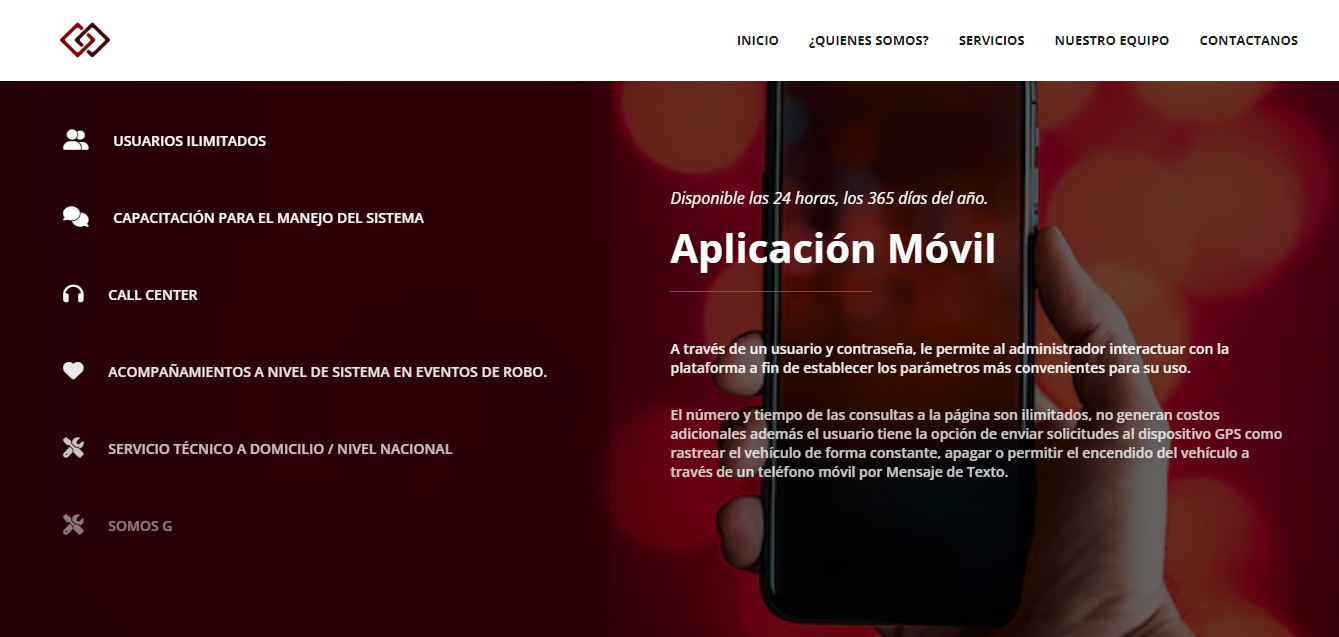 INICIO
¿QUIENES SOMOS?
SERVICIOS
NUESTRO EQUIPO
CONTACTANOS
USUARIOS ILIMITADOS
CAPACITACIÓN PARA EL MANEJO DEL SISTEMA
CALL CENTER
ACOMPAÑAMIENTOS A NIVEL DE SISTEMA EN EVENTOS DE ROBO.
SERVICIO TÉCNICO A DOMICILIO / NIVEL NACIONAL
SOMOS G
Disponible las 24 horas, los 365 días del año.
Aplicación Móvil
A través de un usuario y contraseña, le permite al administrador interactuar con la
plataforma a fin de establecer los parámetros más convenientes para su uso.
El número y tiempo de las consultas a la página son ilimitados, no generan costos
adicionales además el usuario tiene la opción de enviar solicitudes al dispositivo GPS como
rastrear el vehículo de forma constante, apagar o permitir el encendido del vehículo a
través de un teléfono móvil por Mensaje de Texto.